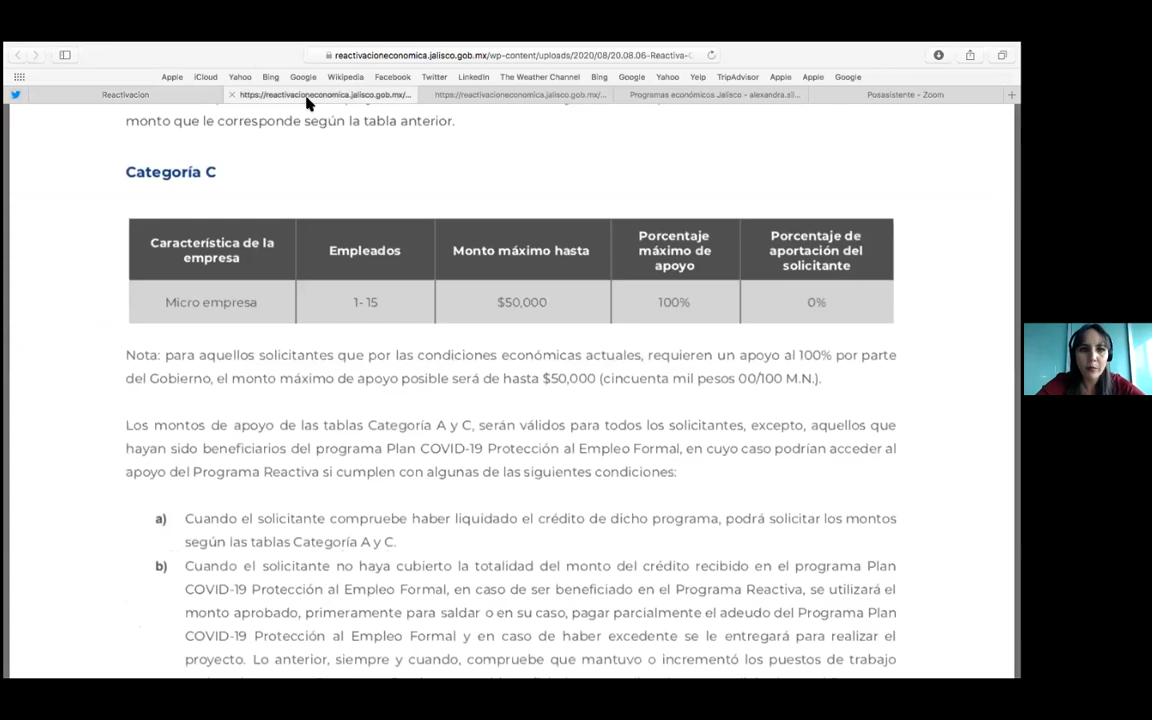 reactivacioneconomica.jalisco.gob.mx/wp-content/uploads/2020/08/20.08.06-Reactiva-C
Apple iCloud Yahoo Bing Google Wikipedia Facebook Twitter LinkedIn The Weather Channel Bing Google Yahoo Yelp TripAdvisor Apple Apple Google
Reactivacion https://reactivacioneconomica.jalisco.gob.mx/... https://reactivacioneconomica.jalisco.gob.mx/... Programas económicos Jalisco - alexandra.sli... Posasistente - Zoom
monto que le corresponde según la tabla anterior.
Categoría C
Característica de la empresa Empleados Monto máximo hasta Porcentaje máximo de apoyo Porcentaje de aportación del solicitante
Micro empresa 1- 15 $50,000 100% 0%
Nota: para aquellos solicitantes que por las condiciones económicas actuales, requieren un apoyo al 100% por parte
del Gobierno, el monto máximo de apoyo posible será de hasta $50,000 (cincuenta mil pesos 00/100 M.N.).
Los montos de apoyo de las tablas Categoría A y C, serán válidos para todos los solicitantes, excepto, aquellos que
hayan sido beneficiarios del programa Plan COVID-19 Protección al Empleo Formal, en cuyo caso podrían acceder al
apoyo del Programa Reactiva si cumplen con algunas de las siguientes condiciones:
a) Cuando el solicitante compruebe haber liquidado el crédito de dicho programa, podrá solicitar los montos
según las tablas Categoría A y C.
b) Cuando el solicitante no haya cubierto la totalidad del monto del crédito recibido en el programa Plan
COVID-19 Protección al Empleo Formal, en caso de ser beneficiado en el Programa Reactiva, se utilizará el
monto aprobado, primeramente para saldar o en su caso, pagar parcialmente el adeudo del Programa Plan
COVID-19 Protección al Empleo Formal y en caso de haber excedente se le entregará para realizar el
proyecto. Lo anterior, siempre y cuando, compruebe que mantuvo o incrementó los puestos de trabajo